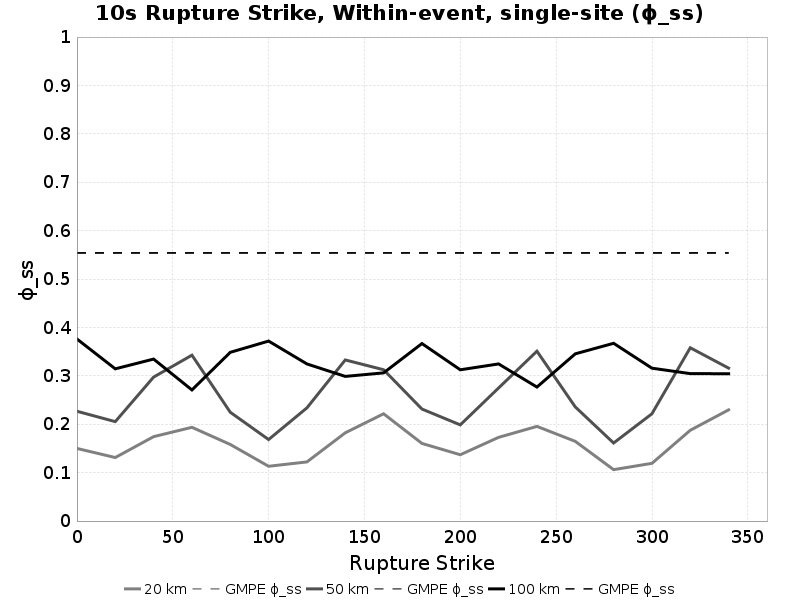 10s Rupture Strike, Within-event, single-site (ϕ_ss)
1
0.9
0.8
0.7
0.6
0.5
0.4
0.3
0.2
0.1
0
ϕ_ss
0 50 100 150 200 250 300 350
Rupture Strike
20 km GMPE ϕ_ss 50 km GMPE ϕ_ss 100 km GMPE ϕ_ss